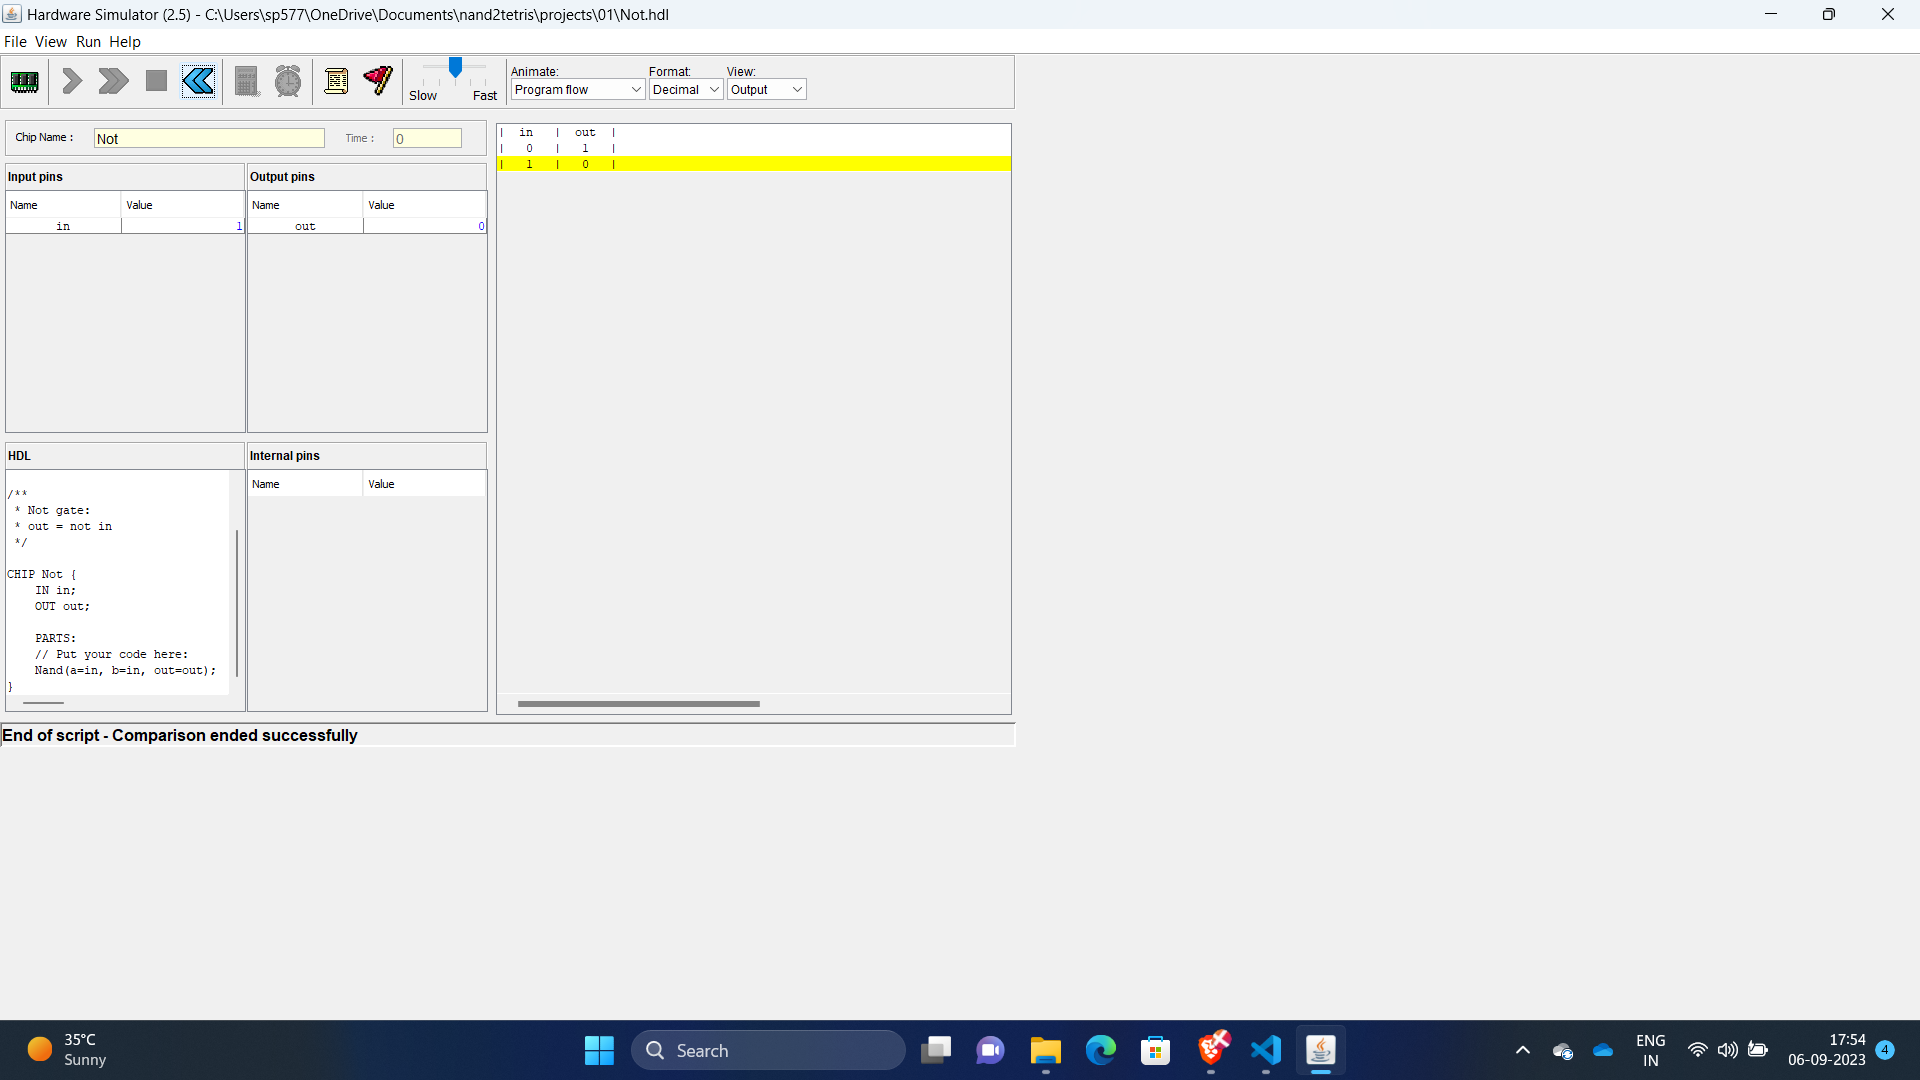 Hardware Simulator (2.5) - C:\Users\sp577\OneDrive\Documents\nand2tetris\projects\01\Not.hdl
File View Run Help
Slow Fast
Animate: Format: View:
Program flow Decimal Output
Chip Name : Not Time : 0
Input pins
Name Value
in 1
Output pins
Name Value
out 0
| in | out |
| 0 | 1 |
| 1 | 0 |
HDL
/**
* Not gate:
* out = not in
*/
CHIP Not {
IN in;
OUT out;
PARTS:
// Put your code here:
Nand(a=in, b=in, out=out);
}
Internal pins
Name Value
End of script - Comparison ended successfully
35°C
Sunny
Search
ENG
IN
17:54
06-09-2023
4